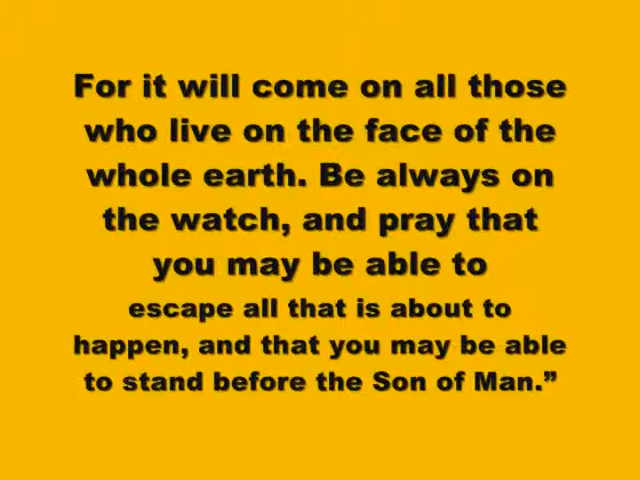 For it will come on all those
who live on the face of the
whole earth. Be always on
the watch, and pray that
you may be able to
escape all that is about to
happen, and that you may be able
to stand before the Son of Man.”